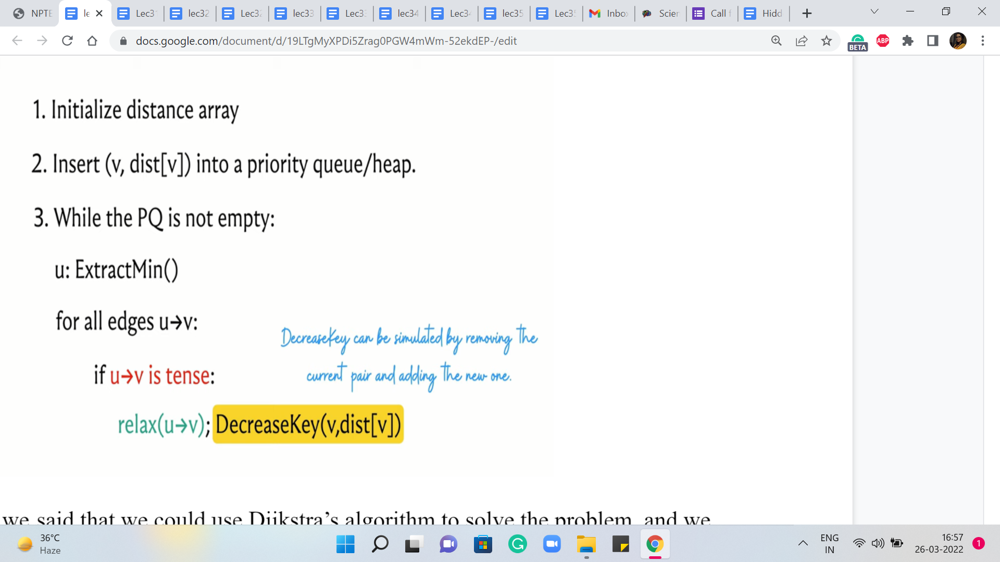 NPTE
le
Lec3
lec32
Lec3
lec33
Lec3
lec34
Lec3
lec35
Lec3
Inbo
Scien
Call f
Hidd
docs.google.com/document/d/19LTgMyXPDi5Zrag0PGW4mWm-52ekdEP-/edit
BETA
ABP
1. Initialize distance array
2. Insert (v, dist[v]) into a priority queue/heap.
3. While the PQ is not empty:
u: ExtractMin()
for all edges u→v:
DecreaseKey can be simulated by removing the
current pair and adding the new one.
if u→v is tense:
relax(u→v); DecreaseKey(v,dist[v])
we said that we could use Dijkstra’s algorithm to solve the problem, and we
36°C
Haze
ENG
IN
16:57
26-03-2022
1